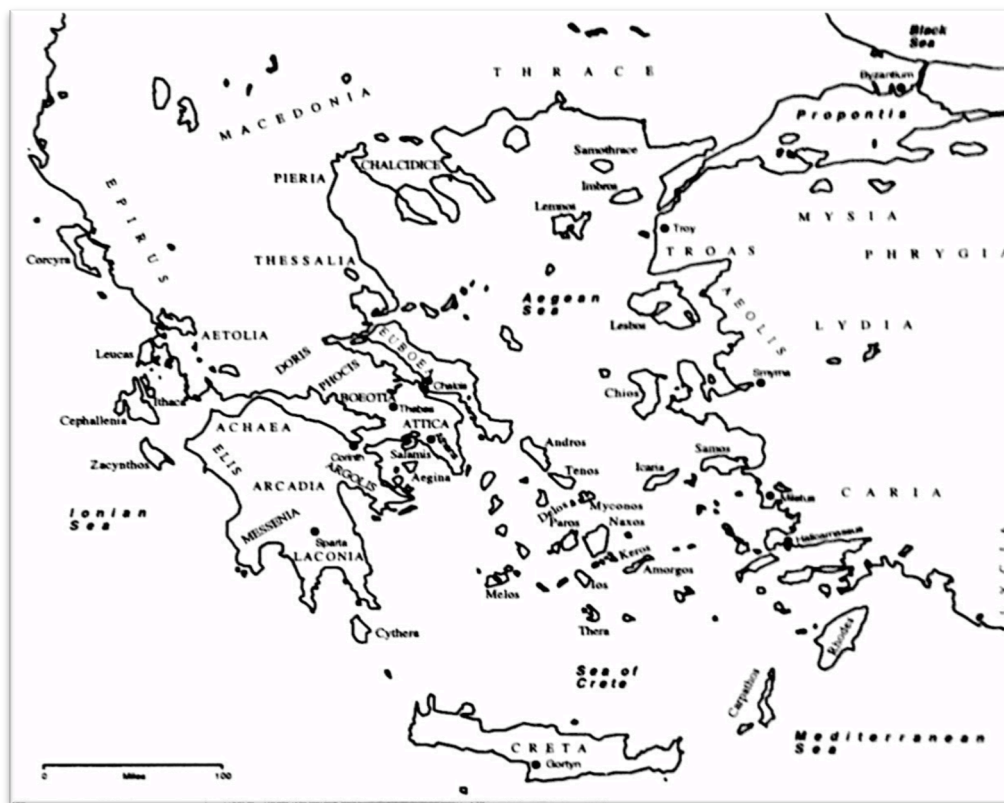 Black
Sea
THRACE
Byzantium
MACEDONIA
Propontis
Samothrace
CHALCIDICE
PIERIA
Imbros
Lemnos
MYSIA
EPIRUS
Troy
TROAS
PHRYGIA
Corcyra
THESSALIA
Aegean
Sea
AEOLIS
Lesbos
LYDIA
AETOLIA
EUBOEA
Leucas
DORIS
PHOCIS
Chalcis
Smyrna
Ithaca
BOEOTIA
Chios
Thebes
Cephallenia
ACHAEA
ATTICA
Corinth
Salamis
Andros
Samos
Zacynthos
ELIS
Aegina
Icaria
Tenos
ARGOLIS
ARCADIA
Miletus
CARIA
Delos
Myconos
Ionian
Sea
Paros
Naxos
MESSENIA
Sparta
Halicarnassus
LACONIA
Keros
Amorgos
Melos
Ios
Thera
Cythera
Rhodes
Sea of
Crete
Carpathos
Mediterranean
Sea
CRETA
Gortyn
0 100
Miles